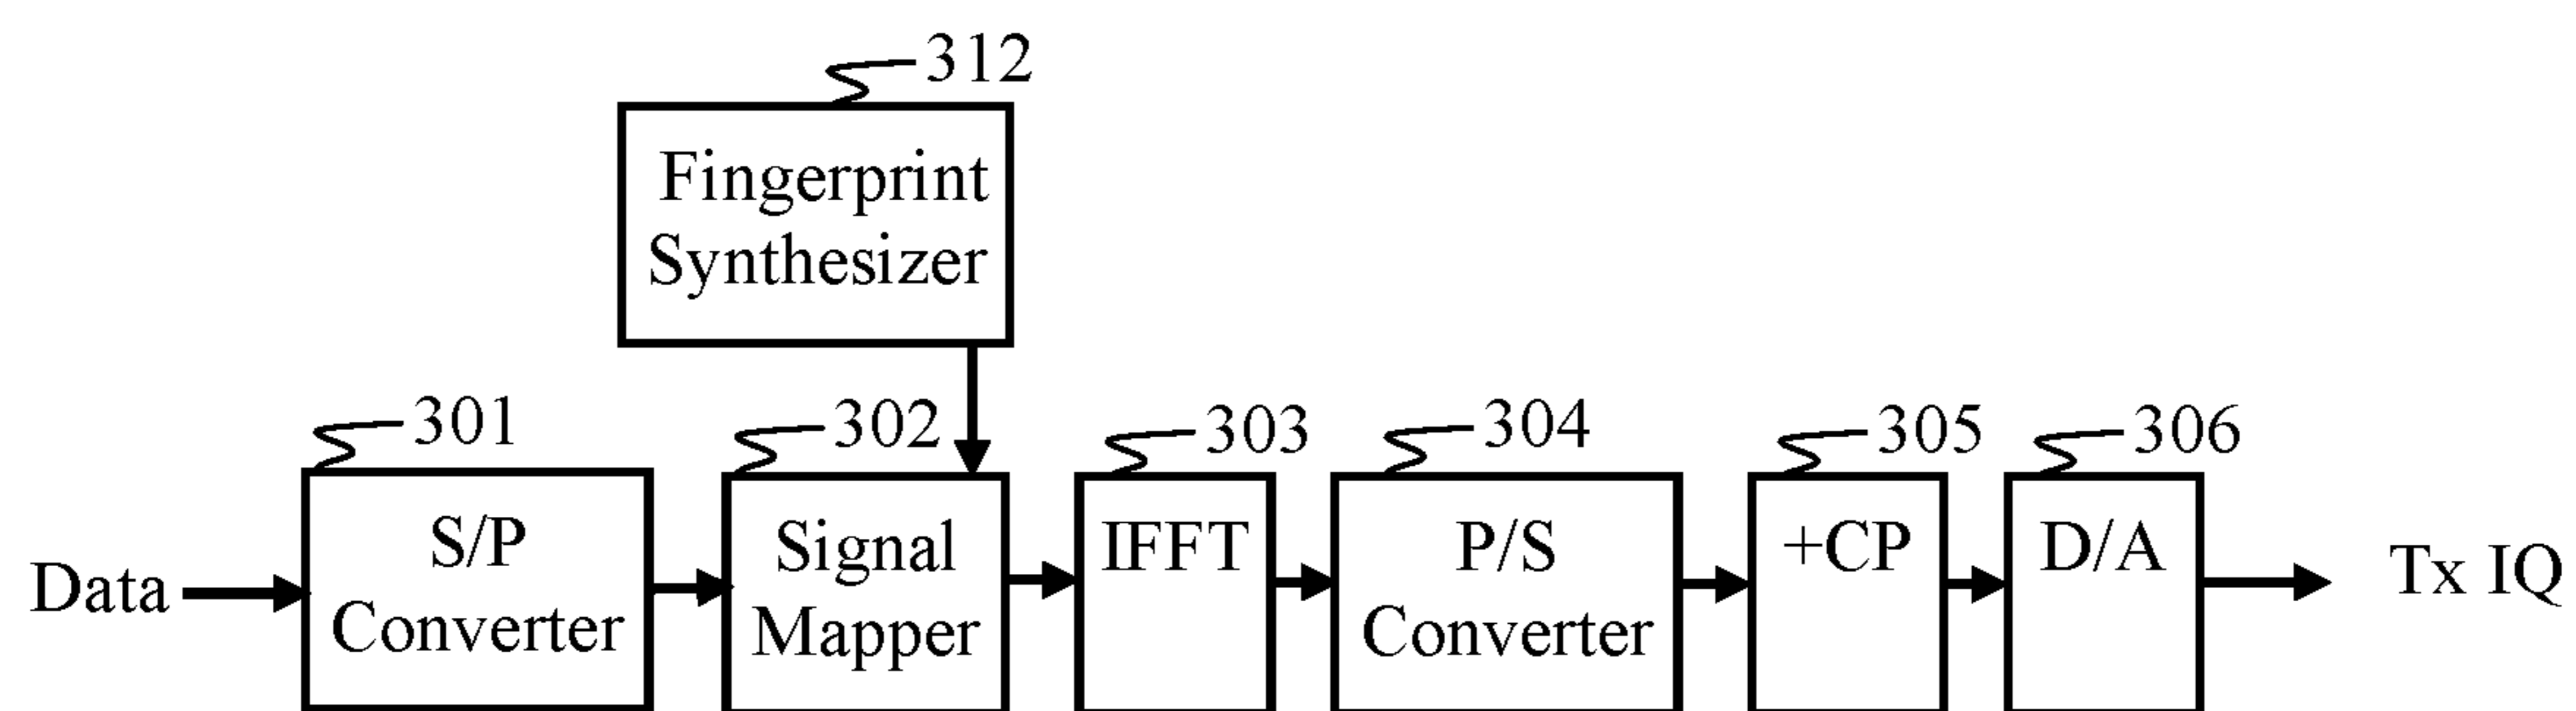 312
Fingerprint
Synthesizer
301
302
303
304
305
306
Data
S/P
Converter
Signal
Mapper
IFFT
P/S
Converter
+CP
D/A
Tx IQ